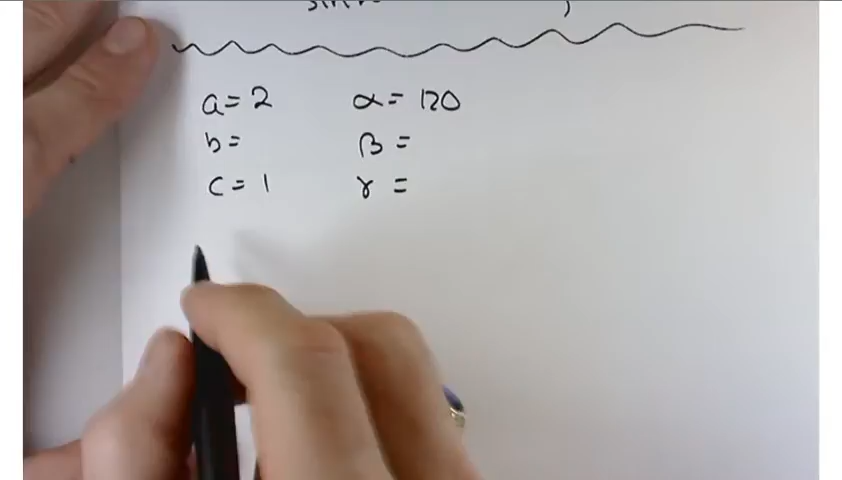 a = 2 α = 120
b = β =
c = 1 γ =